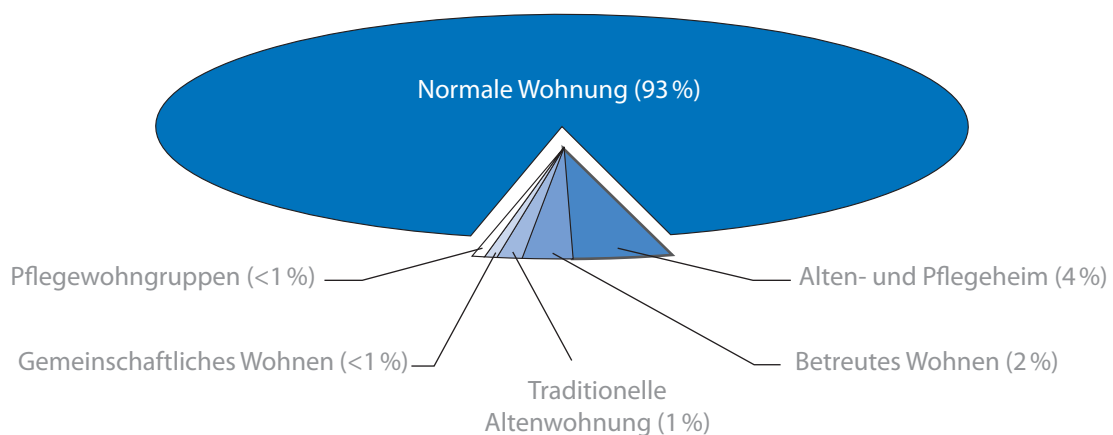 Normale Wohnung (93 %)
Pflegewohngruppen (<1 %)
Alten- und Pflegeheim (4 %)
Gemeinschaftliches Wohnen (<1 %)
Betreutes Wohnen (2 %)
Traditionelle
Altenwohnung (1 %)